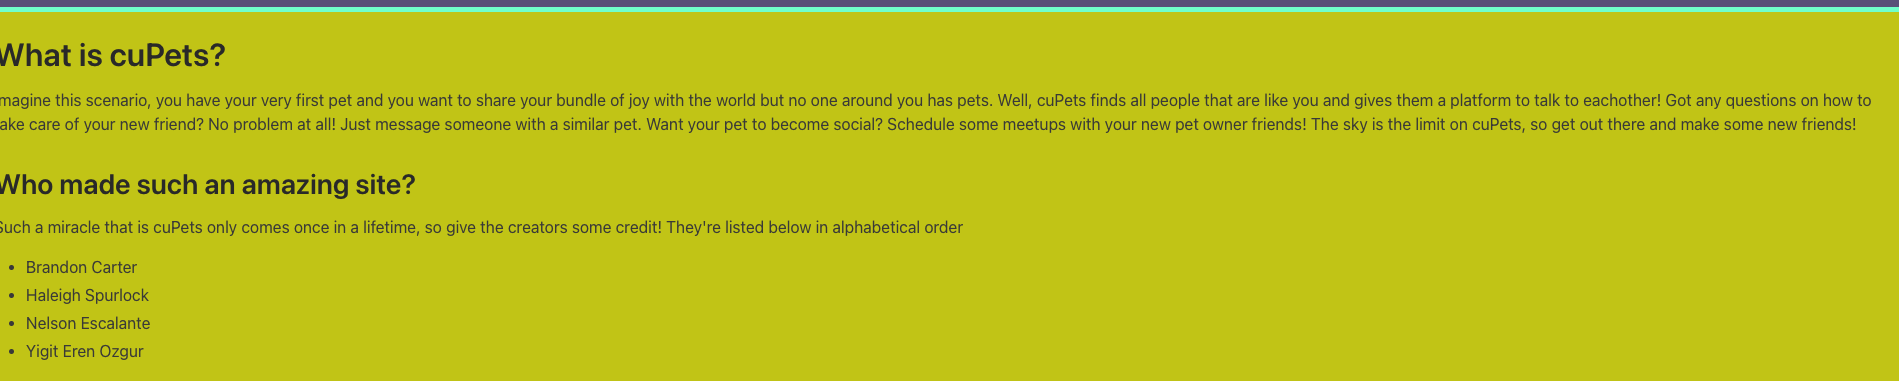 What is cuPets?
magine this scenario, you have your very first pet and you want to share your bundle of joy with the world but no one around you has pets. Well, cuPets finds all people that are like you and gives them a platform to talk to eachother! Got any questions on how to
ake care of your new friend? No problem at all! Just message someone with a similar pet. Want your pet to become social? Schedule some meetups with your new pet owner friends! The sky is the limit on cuPets, so get out there and make some new friends!
Who made such an amazing site?
Such a miracle that is cuPets only comes once in a lifetime, so give the creators some credit! They're listed below in alphabetical order
• Brandon Carter
• Haleigh Spurlock
• Nelson Escalante
• Yigit Eren Ozgur